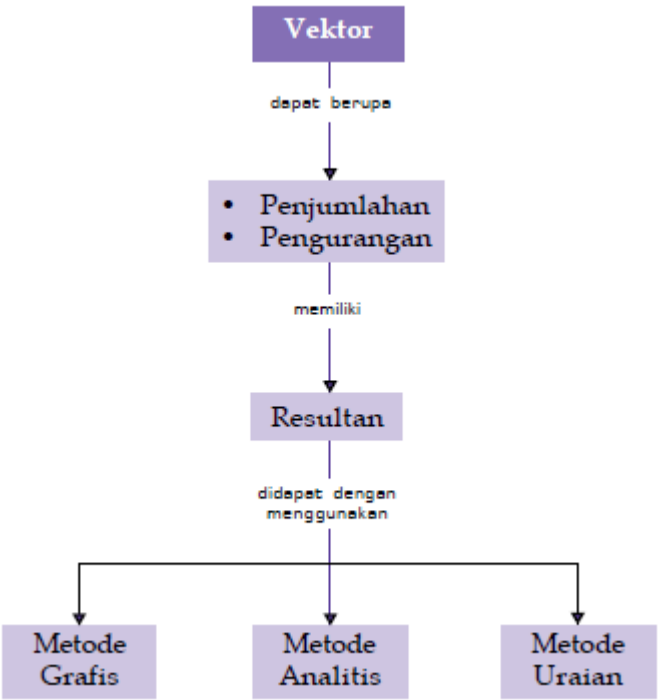 Vektor
dapat berupa
• Penjumlahan
• Pengurangan
memiliki
Resultan
didapat dengan
menggunakan
Metode
Grafis
Metode
Analitis
Metode
Uraian